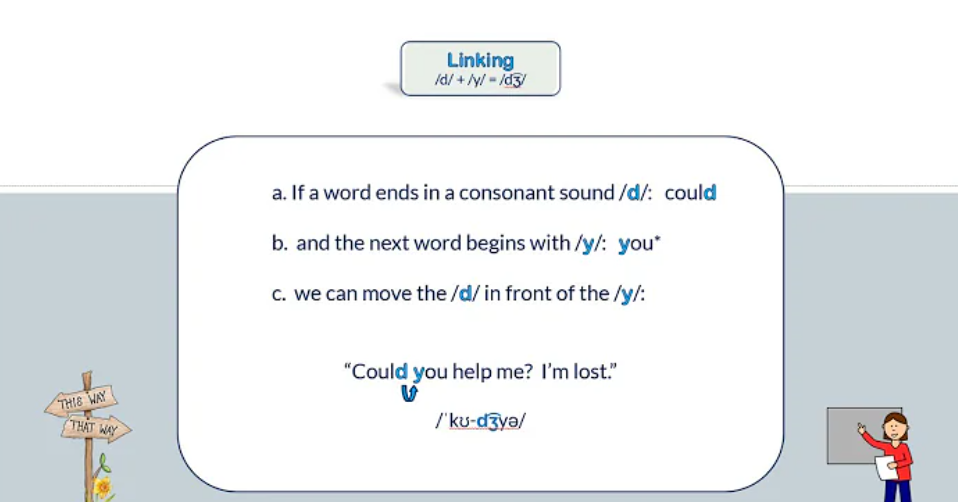 Linking
/d/ + /y/ = /d͡ʒ/
a. If a word ends in a consonant sound /d/: could
b. and the next word begins with /y/: you*
c. we can move the /d/ in front of the /y/:
“Could you help me? I’m lost.”
/ˈkʊ-d͡ʒyə/
THIS WAY
THAT WAY